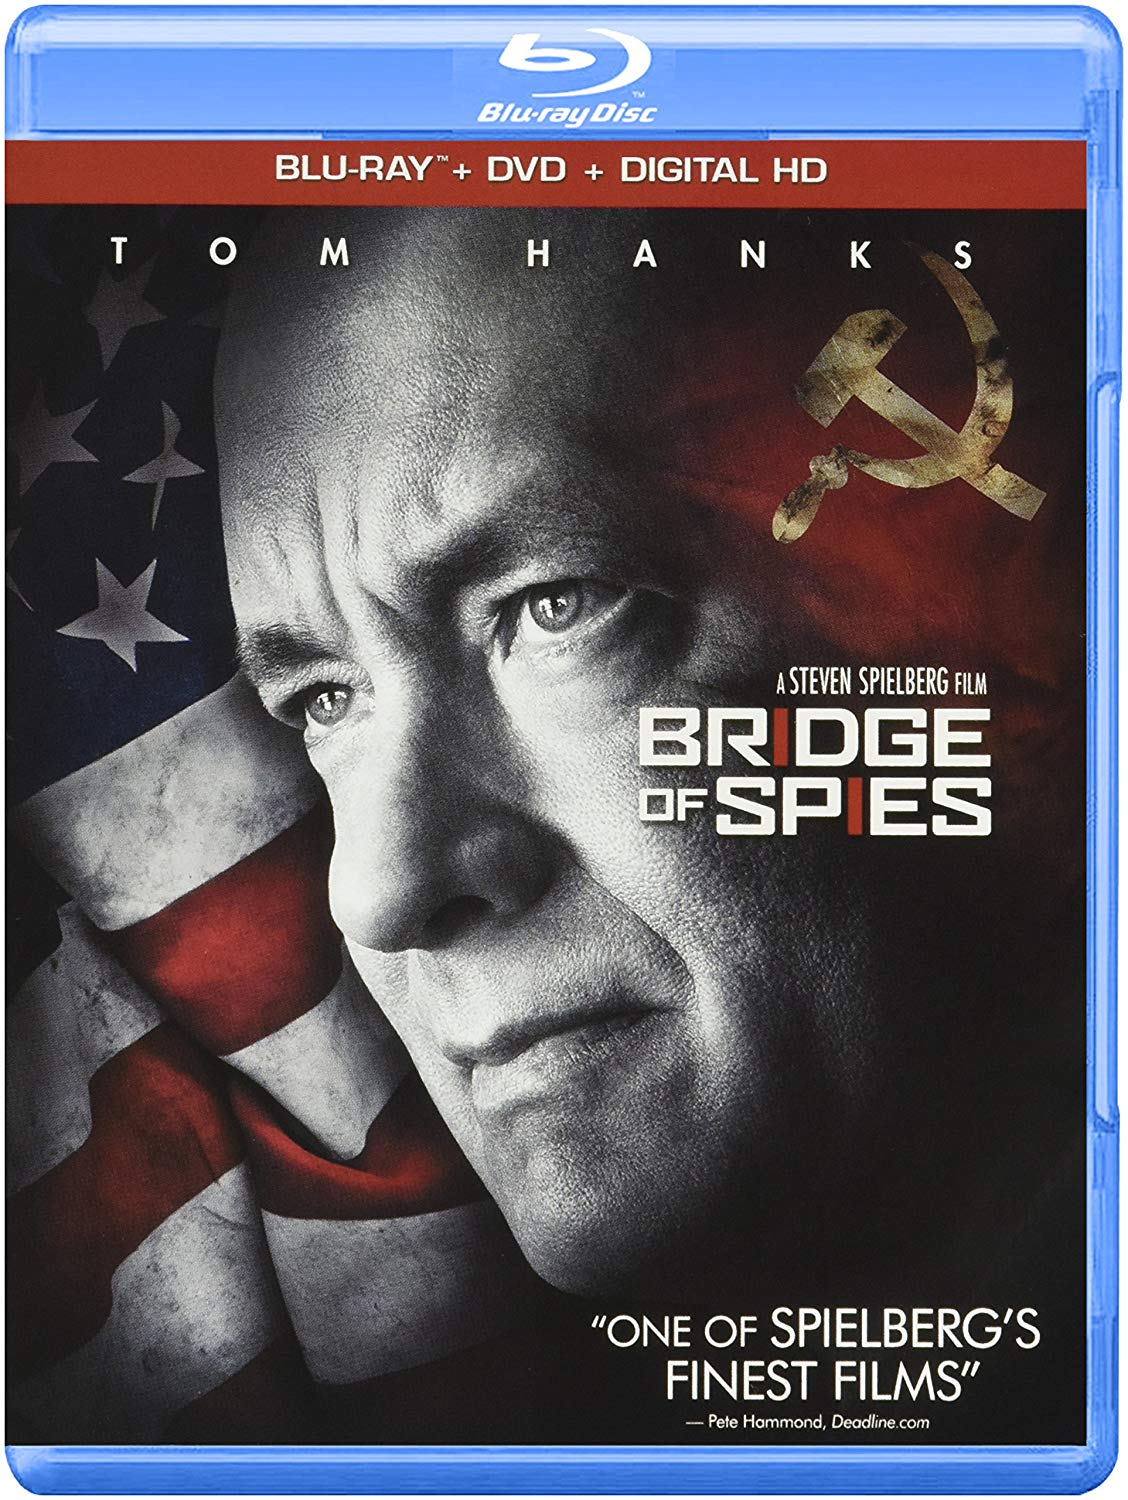 Blu-ray Disc™
BLU-RAY™ + DVD + DIGITAL HD
TOM HANKS
A STEVEN SPIELBERG FILM
BRIDGE
OF SPIES
“ONE OF SPIELBERG'S
FINEST FILMS”
— Pete Hammond, Deadline.com